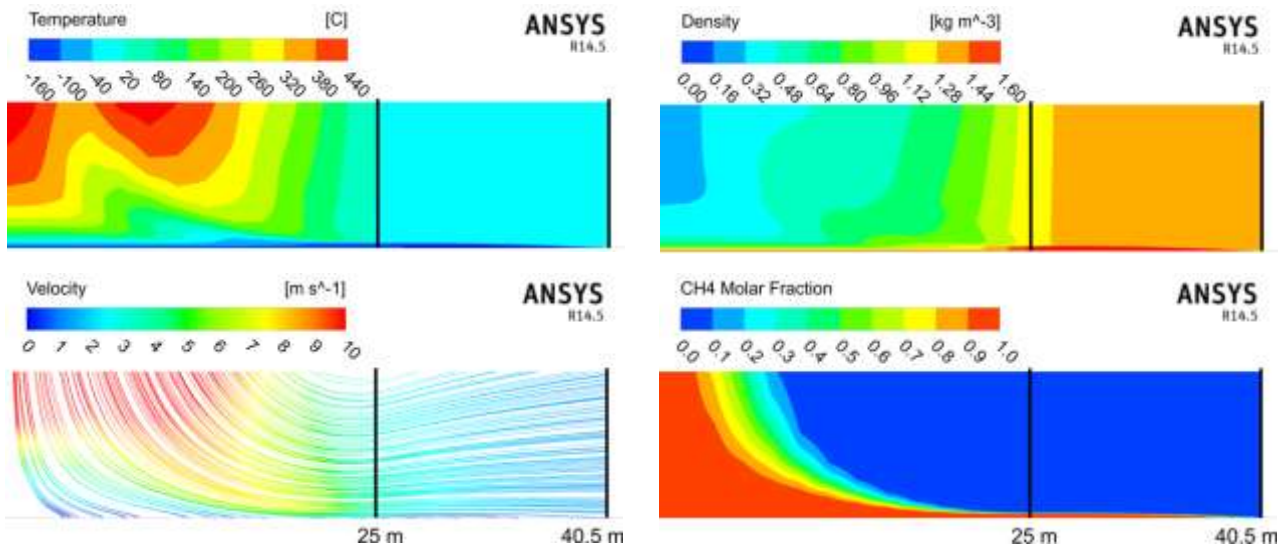 Temperature [C]
ANSYS
R14.5
-160 -100 -40 20 80 140 200 260 320 380 440
Density [kg m^-3]
ANSYS
R14.5
0.00 0.16 0.32 0.48 0.64 0.80 0.96 1.12 1.28 1.44 1.60
Velocity [m s^-1]
ANSYS
R14.5
0 1 2 3 4 5 6 7 8 9 10
25 m 40.5 m
CH4 Molar Fraction
ANSYS
R14.5
0.0 0.1 0.2 0.3 0.4 0.5 0.6 0.7 0.8 0.9 1.0
25 m 40.5 m